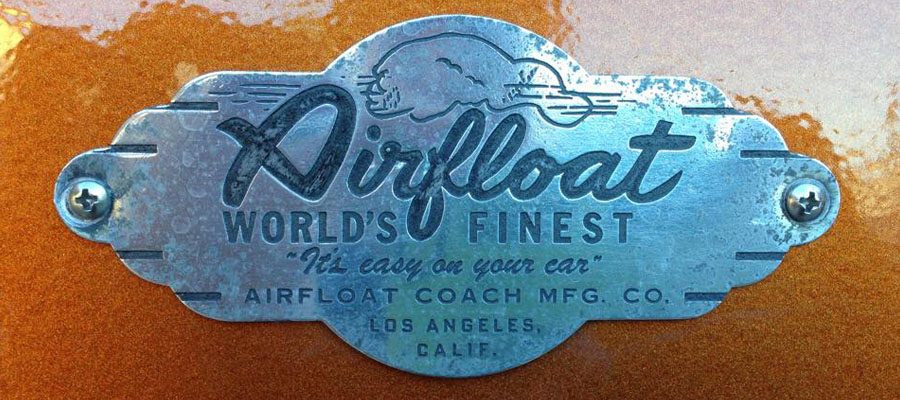 Airfloat
WORLD'S FINEST
"It's easy on your car"
AIRFLOAT COACH MFG. CO.
LOS ANGELES,
CALIF.